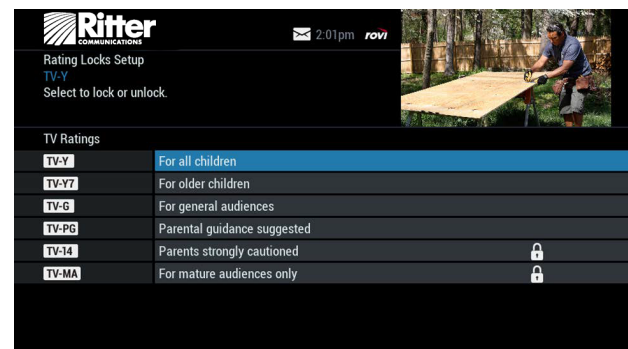 Ritter
COMMUNICATIONS
2:01pm rovi
Rating Locks Setup
TV-Y
Select to lock or unlock.
TV Ratings
TV-Y For all children
TV-Y7 For older children
TV-G For general audiences
TV-PG Parental guidance suggested
TV-14 Parents strongly cautioned
TV-MA For mature audiences only